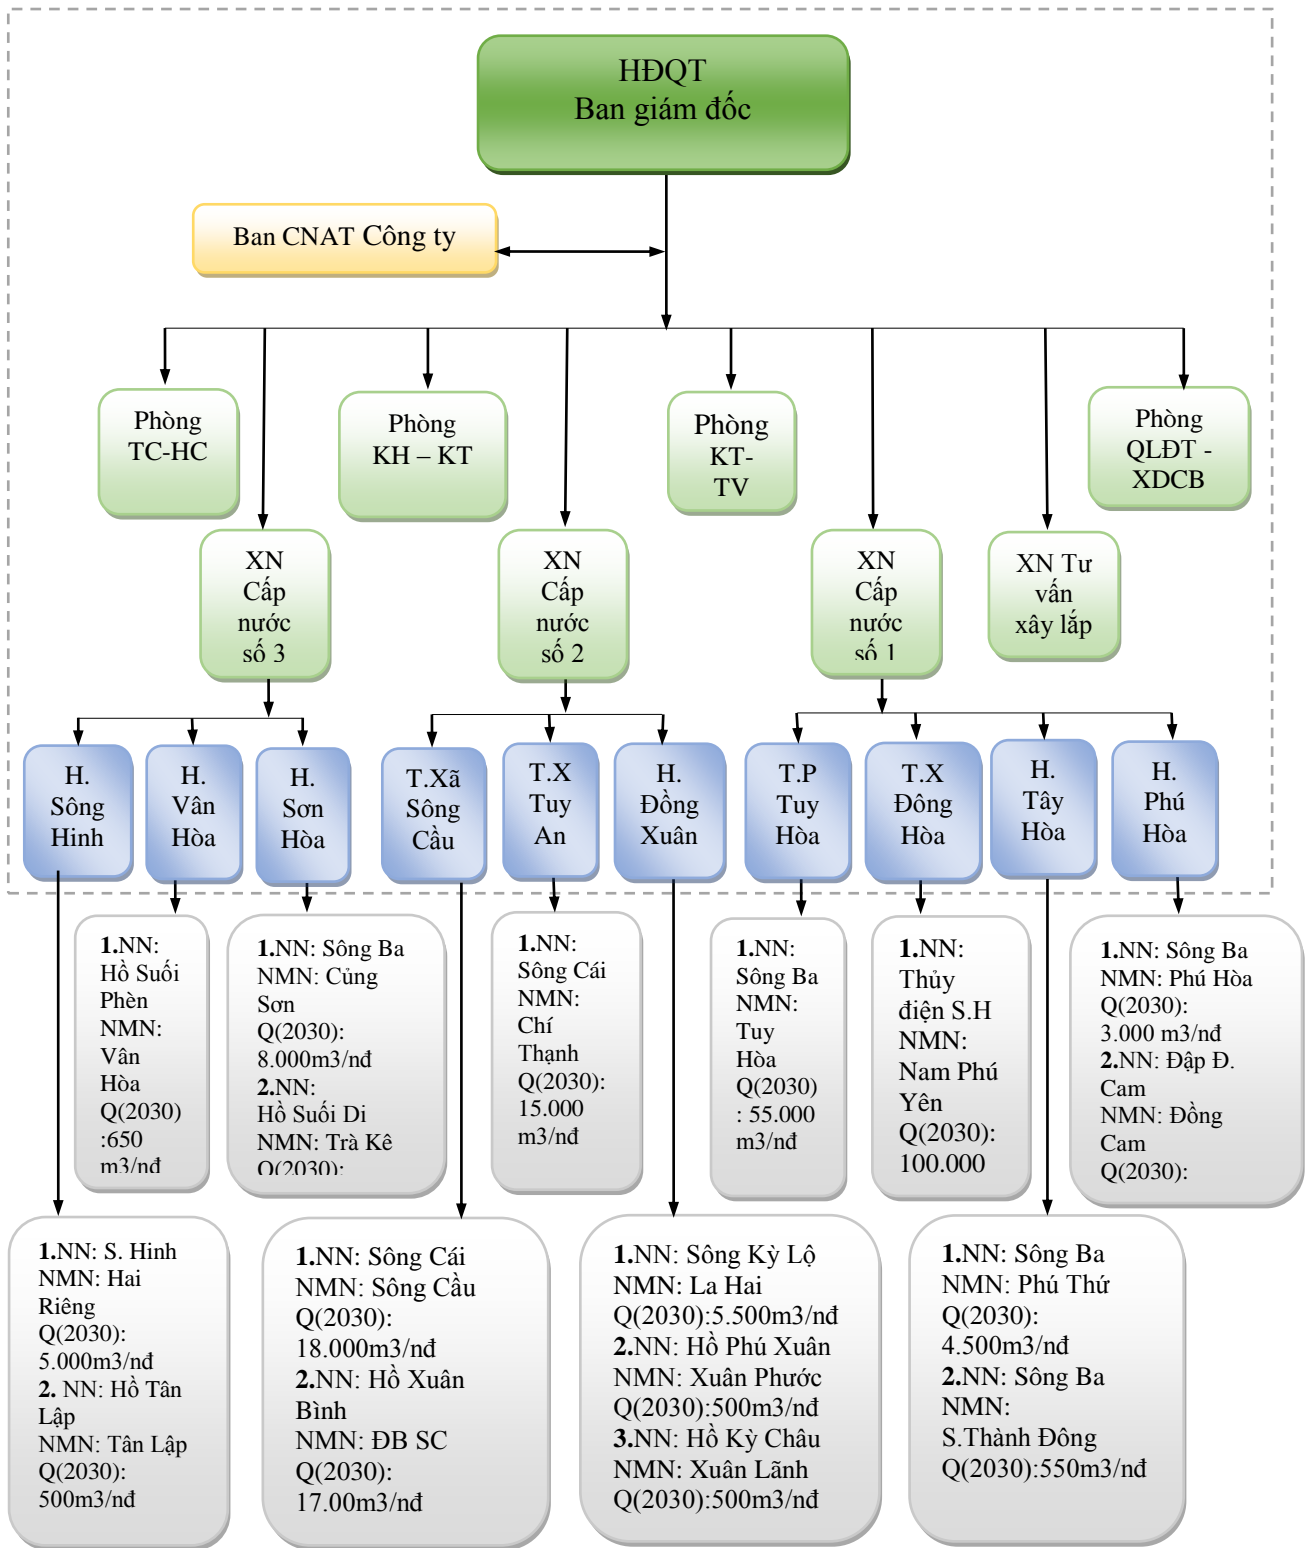 HĐQT
Ban giám đốc
Ban CNAT Công ty
Phòng
TC-HC
Phòng
KH – KT
Phòng
KT-
TV
Phòng
QLĐT -
XDCB
XN
Cấp
nước
số 3
XN
Cấp
nước
số 2
XN
Cấp
nước
số 1
XN Tư
vấn
xây lắp
H.
Sông
Hinh
H.
Vân
Hòa
H.
Sơn
Hòa
T.Xã
Sông
Cầu
T.X
Tuy
An
H.
Đồng
Xuân
T.P
Tuy
Hòa
T.X
Đông
Hòa
H.
Tây
Hòa
H.
Phú
Hòa
1.NN:
Hồ Suối
Phèn
NMN:
Vân
Hòa
Q(2030)
:650
m3/nđ
1.NN: Sông Ba
NMN: Củng
Sơn
Q(2030):
8.000m3/nđ
2.NN:
Hồ Suối Di
NMN: Trà Kê
Q(2030):
1.NN:
Sông Cái
NMN:
Chí
Thạnh
Q(2030):
15.000
m3/nđ
1.NN:
Sông Ba
NMN:
Tuy
Hòa
Q(2030)
: 55.000
m3/nđ
1.NN:
Thủy
điện S.H
NMN:
Nam Phú
Yên
Q(2030):
100.000
1.NN: Sông Ba
NMN: Phú Hòa
Q(2030):
3.000 m3/nđ
2.NN: Đập Đ.
Cam
NMN: Đồng
Cam
Q(2030):
1.NN: S. Hinh
NMN: Hai
Riêng
Q(2030):
5.000m3/nđ
2. NN: Hồ Tân
Lập
NMN: Tân Lập
Q(2030):
500m3/nđ
1.NN: Sông Cái
NMN: Sông Cầu
Q(2030):
18.000m3/nđ
2.NN: Hồ Xuân
Bình
NMN: ĐB SC
Q(2030):
17.00m3/nđ
1.NN: Sông Kỳ Lộ
NMN: La Hai
Q(2030):5.500m3/nđ
2.NN: Hồ Phú Xuân
NMN: Xuân Phước
Q(2030):500m3/nđ
3.NN: Hồ Kỳ Châu
NMN: Xuân Lãnh
Q(2030):500m3/nđ
1.NN: Sông Ba
NMN: Phú Thứ
Q(2030):
4.500m3/nđ
2.NN: Sông Ba
NMN:
S.Thành Đông
Q(2030):550m3/nđ